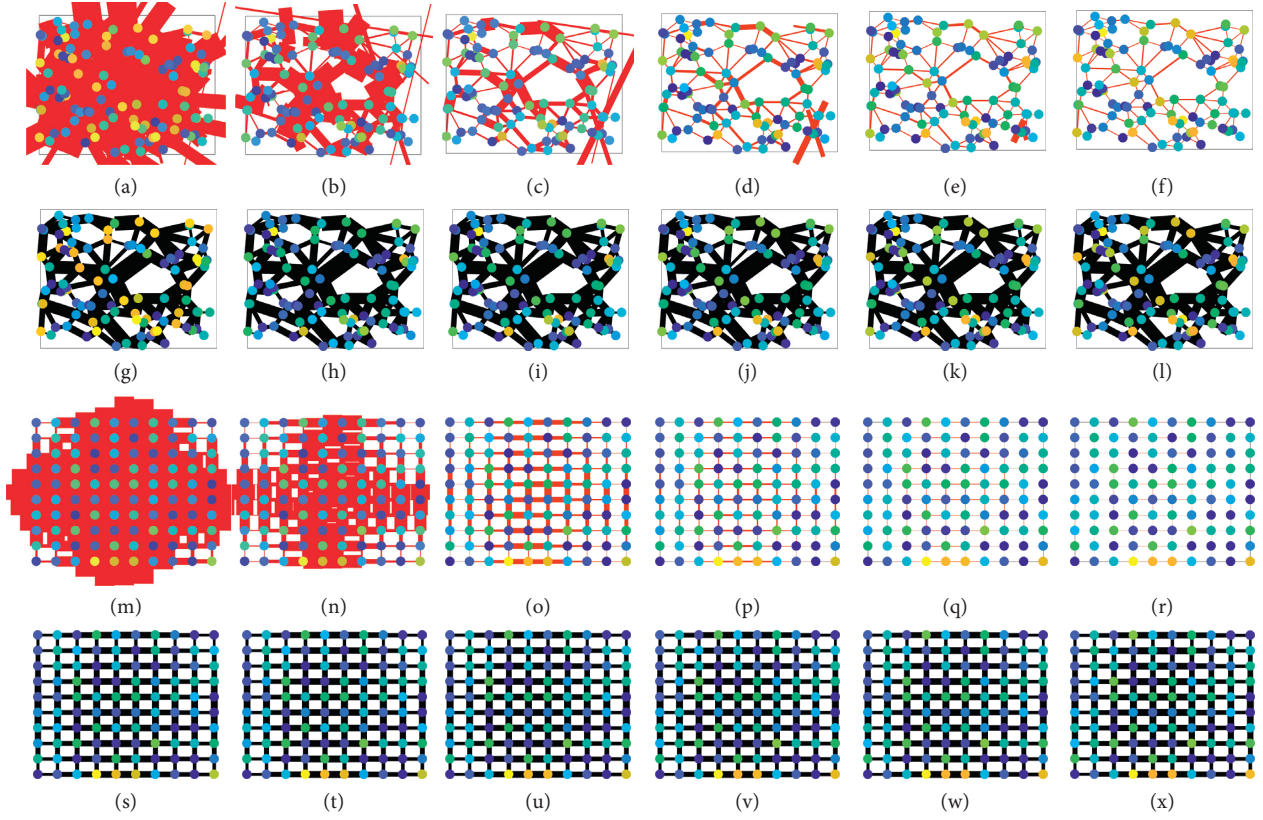 (a) (b) (c) (d) (e) (f)
(g) (h) (i) (j) (k) (l)
(m) (n) (o) (p) (q) (r)
(s) (t) (u) (v) (w) (x)